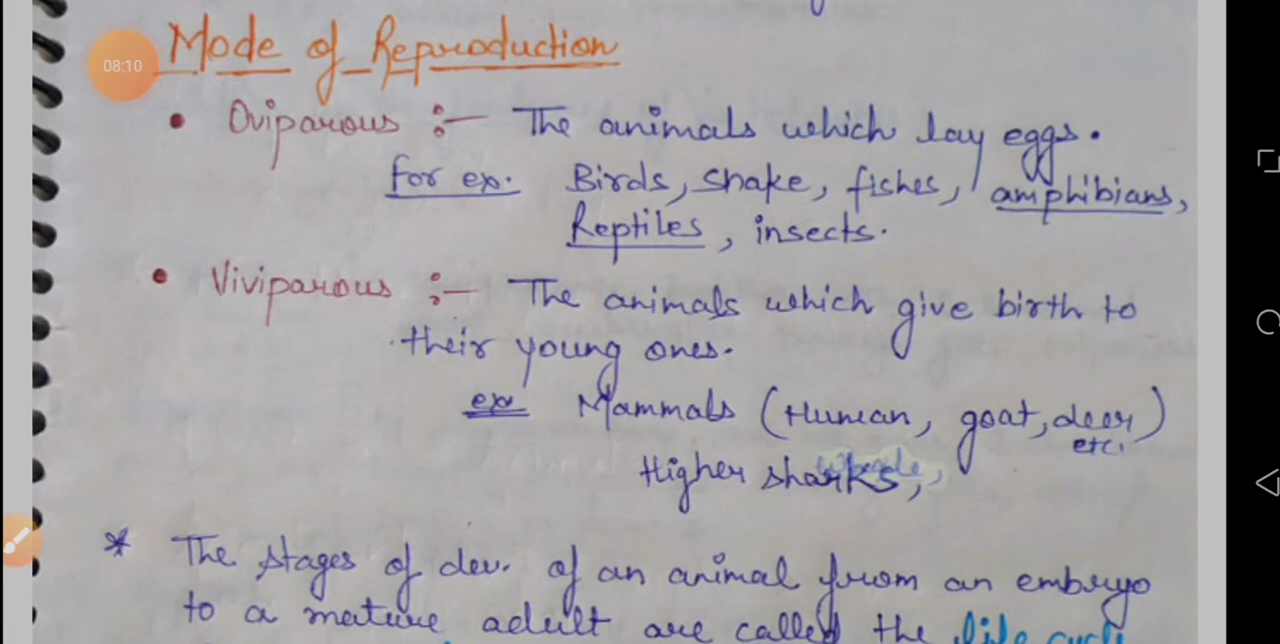 Mode of Reproduction
08:10
• Oviparous :- The animals which lay eggs.
for ex. Birds, snake, fishes, amphibians,
Reptiles, insects.
• Viviparous :- The animals which give birth to
their young ones.
ex Mammals (Human, goat, deer)
etc.
Higher sharks,
* The stages of dev. of an animal from an embryo
to a mature adult are called the life cycle